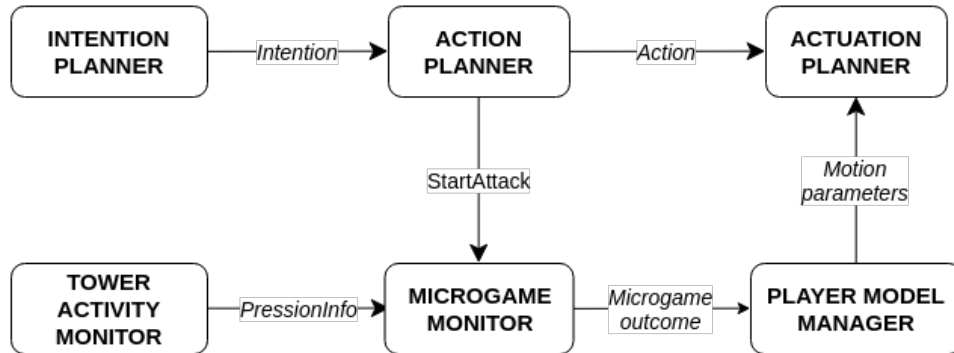 INTENTION
PLANNER
Intention
ACTION
PLANNER
Action
ACTUATION
PLANNER
StartAttack
Motion
parameters
TOWER
ACTIVITY
MONITOR
PressionInfo
MICROGAME
MONITOR
Microgame
outcome
PLAYER MODEL
MANAGER